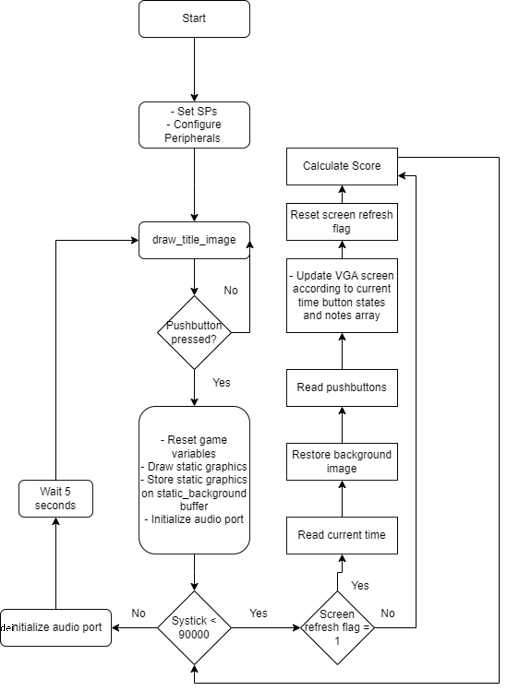 Start
- Set SPs
- Configure
Peripherals
draw_title_image
No
Pushbutton
pressed?
Yes
- Reset game
variables
- Draw static graphics
- Store static graphics
on static_background
buffer
- Initialize audio port
Wait 5
seconds
de-initialize audio port
No
Systick <
90000
Yes
Screen
refresh flag =
1
No
Yes
Read current time
Restore background
image
Read pushbuttons
- Update VGA screen
according to current
time button states
and notes array
Reset screen refresh
flag
Calculate Score